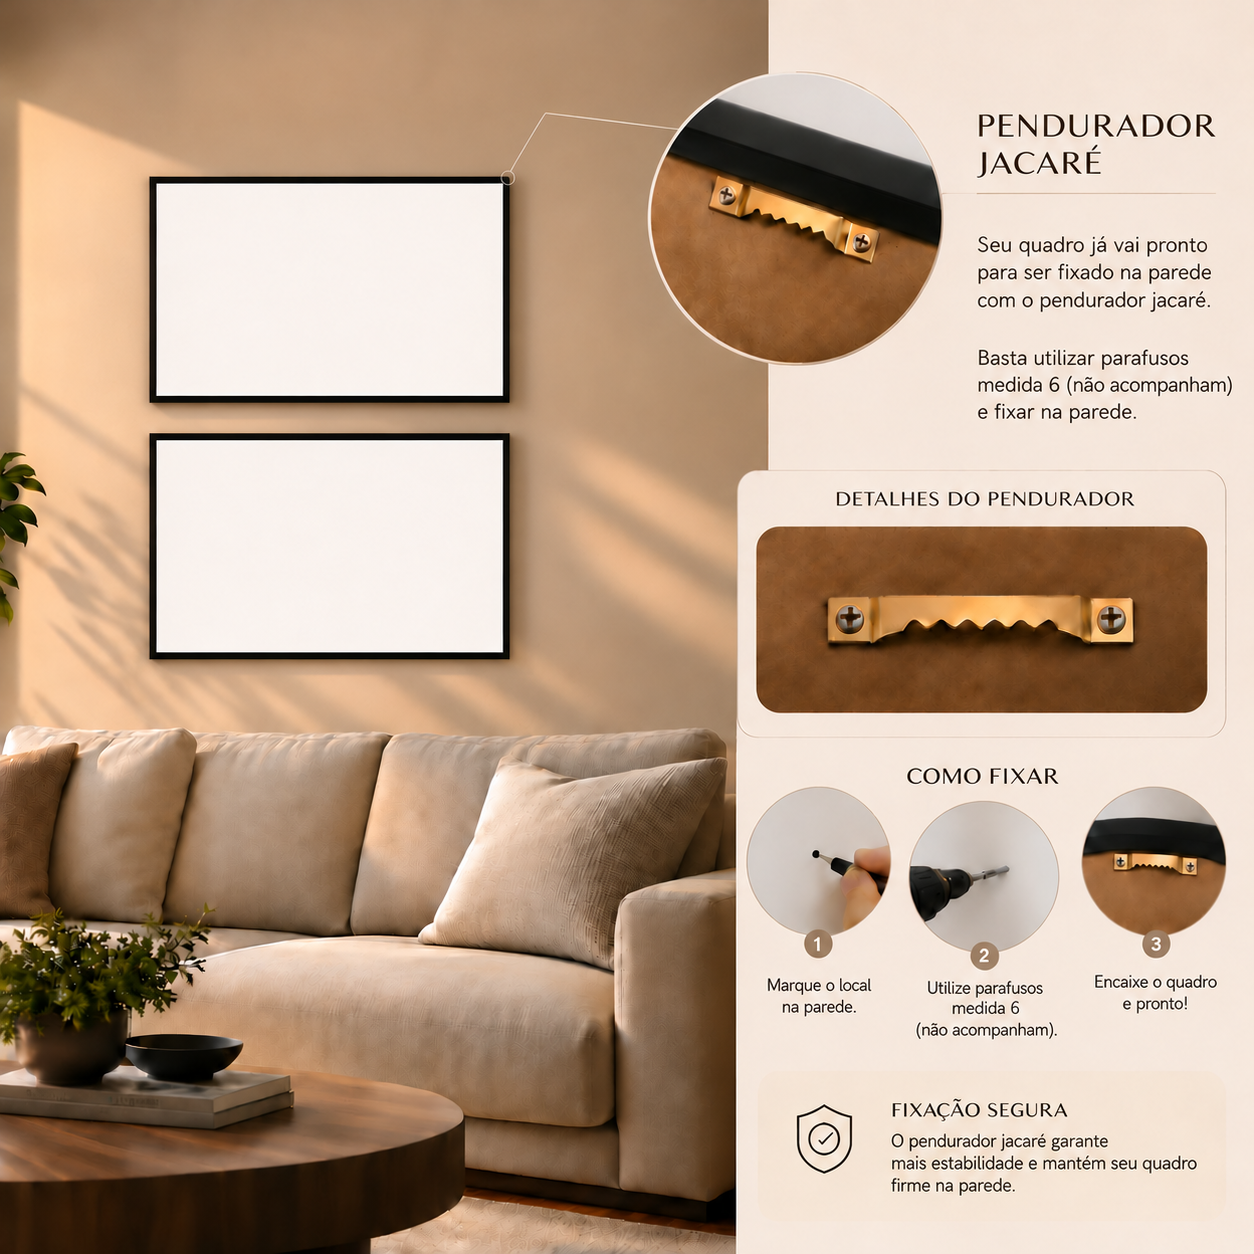 PENDURADOR
JACARÉ
Seu quadro já vai pronto
para ser fixado na parede
com o pendurador jacaré.
Basta utilizar parafusos
medida 6 (não acompanham)
e fixar na parede.
DETALHES DO PENDURADOR
COMO FIXAR
1
Marque o local
na parede.
2
Utilize parafusos
medida 6
(não acompanham).
3
Encaixe o quadro
e pronto!
FIXAÇÃO SEGURA
O pendurador jacaré garante
mais estabilidade e mantém seu quadro
firme na parede.